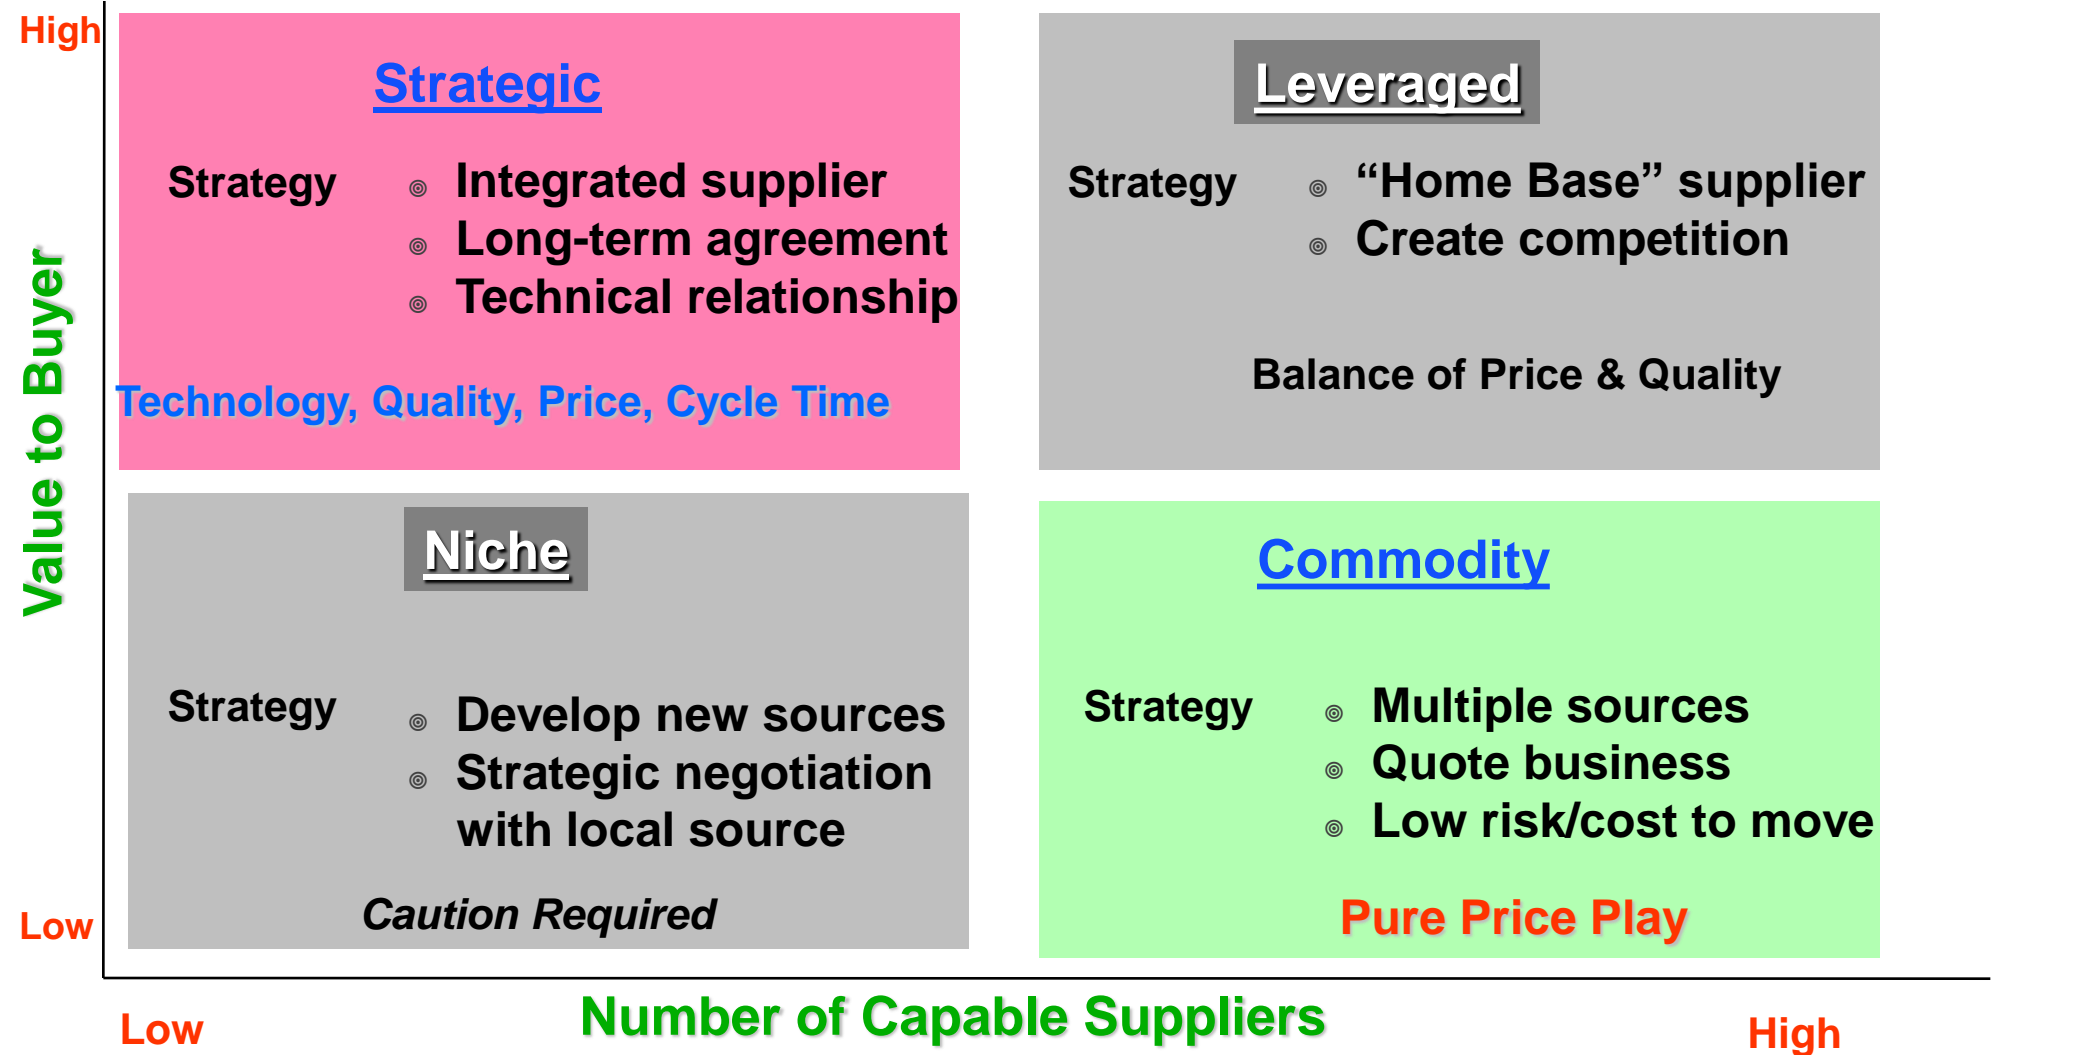 High
Strategic
Strategy
Integrated supplier
Long-term agreement
Technical relationship
Technology, Quality, Price, Cycle Time
Leveraged
Strategy
“Home Base” supplier
Create competition
Balance of Price & Quality
Value to Buyer
Niche
Strategy
Develop new sources
Strategic negotiation
with local source
Caution Required
Commodity
Strategy
Multiple sources
Quote business
Low risk/cost to move
Pure Price Play
Low
Low
Number of Capable Suppliers
High